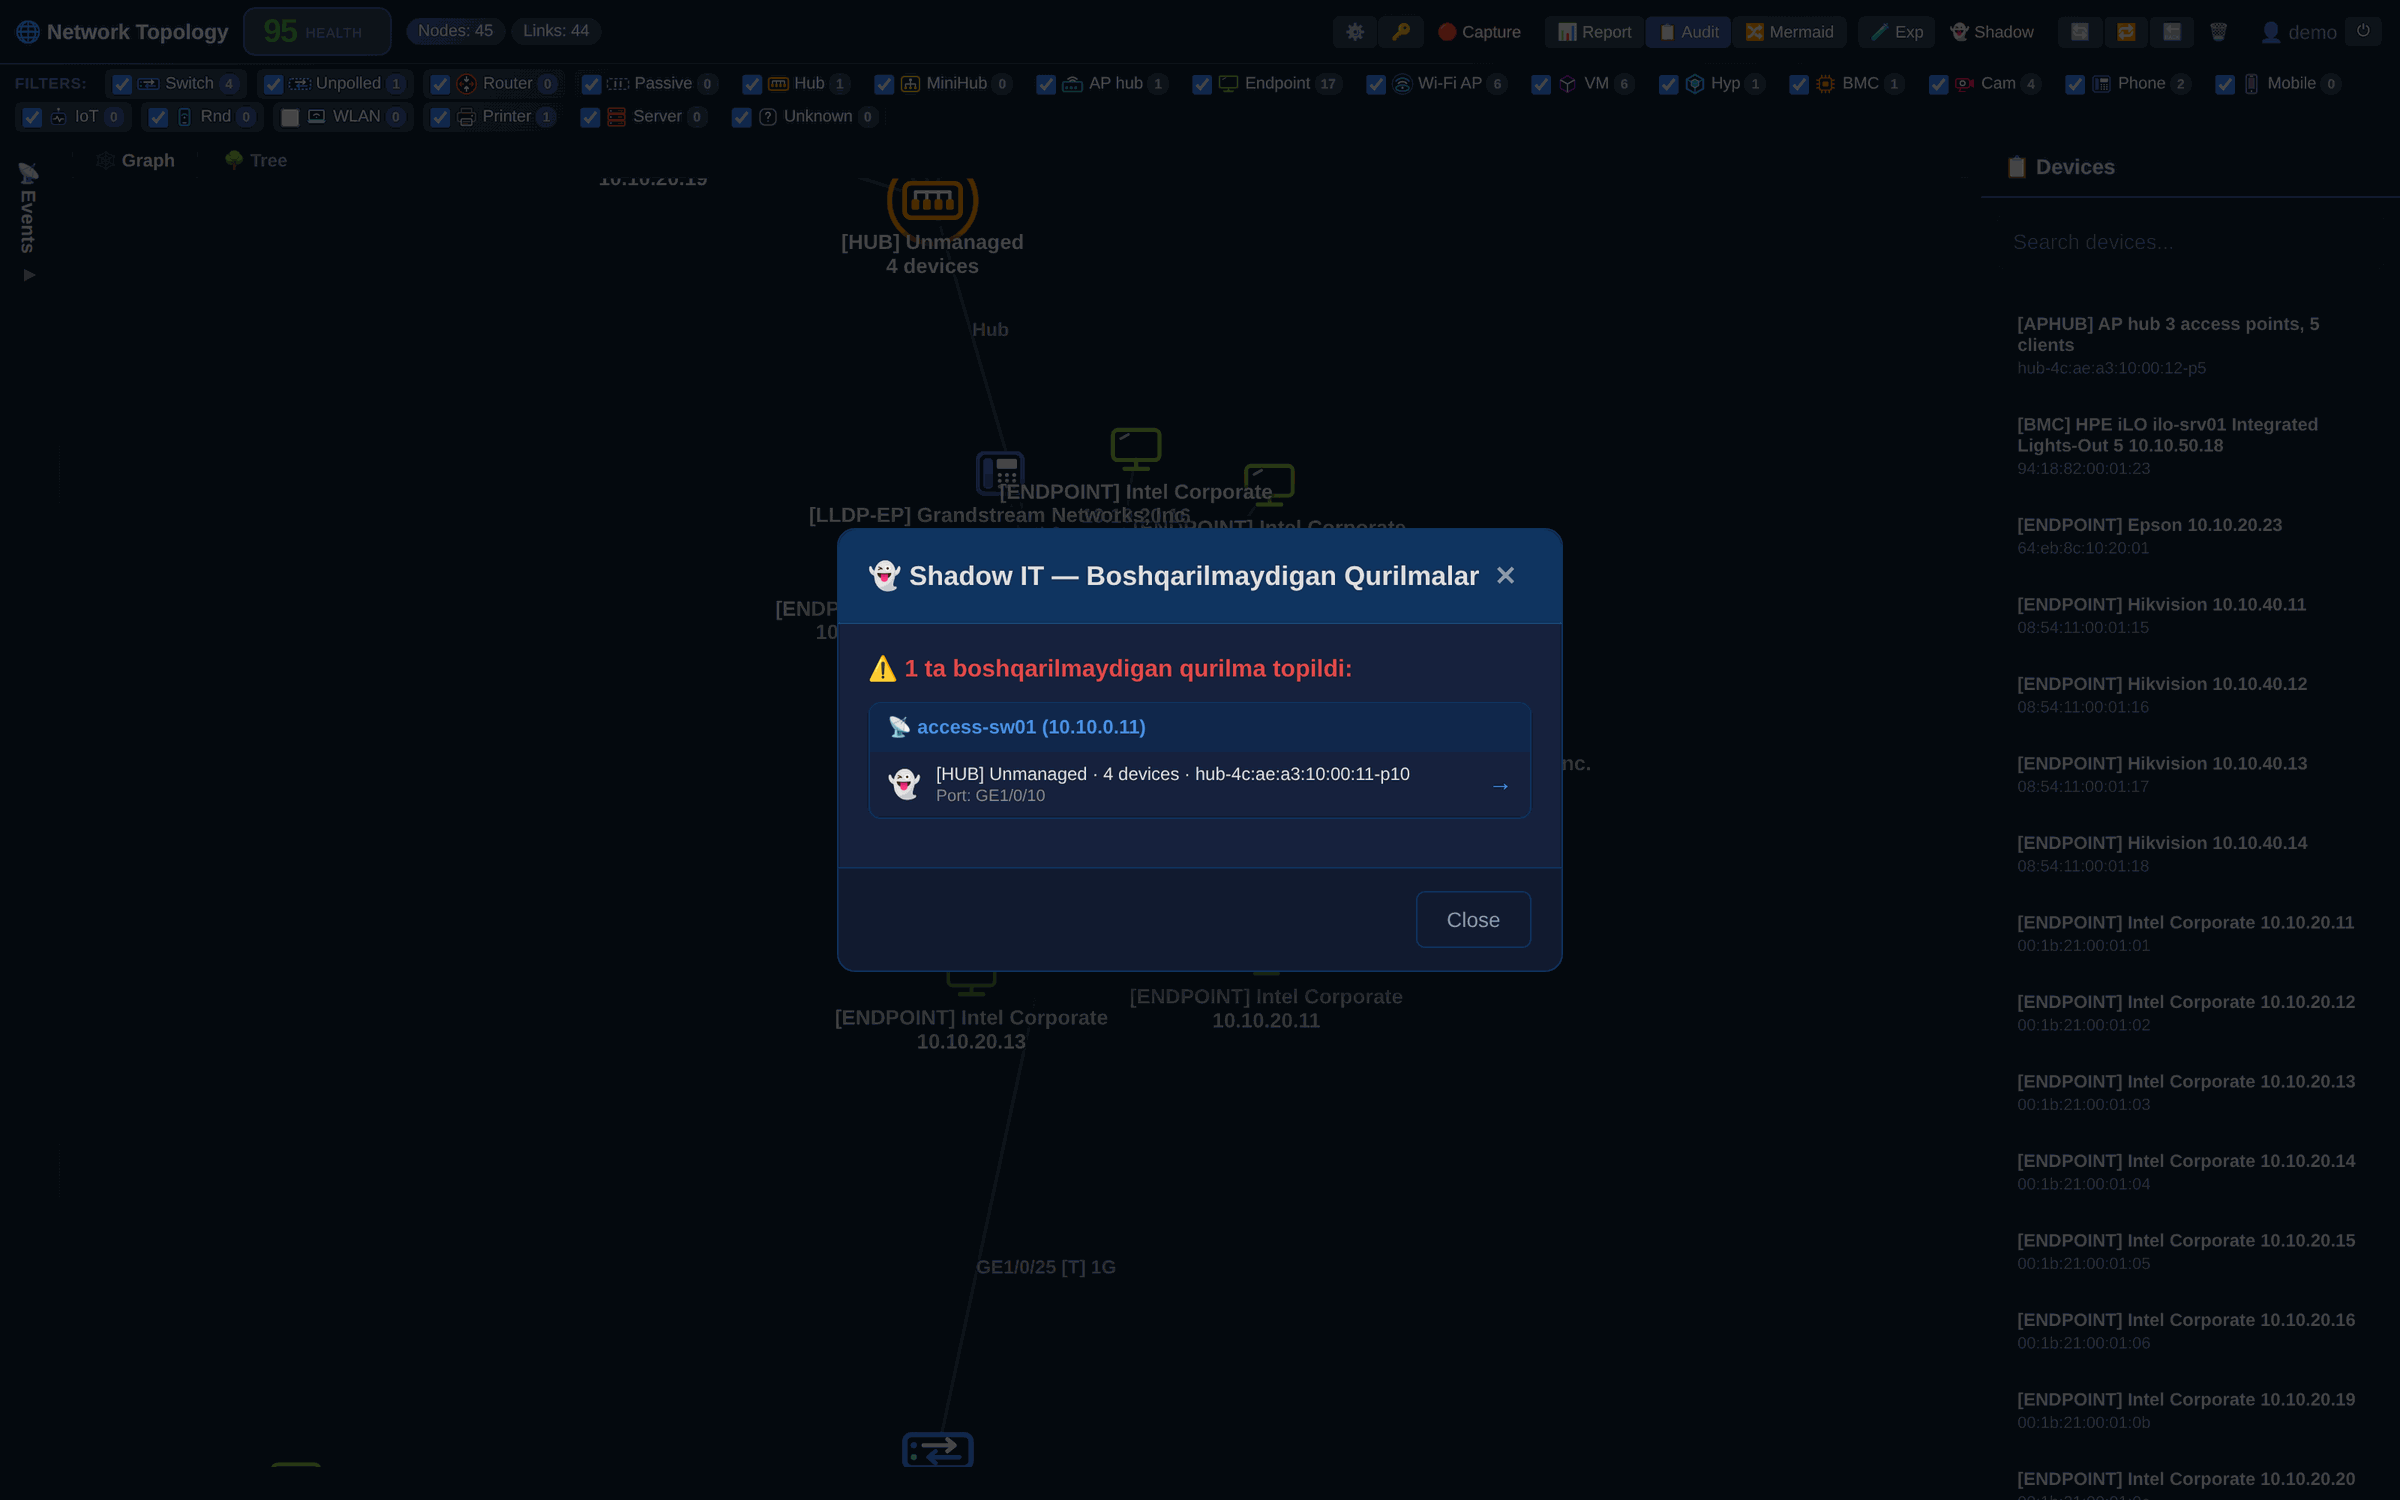 Network Topology
95 HEALTH
Nodes: 45
Links: 44
Capture
Report
Audit
Mermaid
Exp
Shadow
demo
FILTERS:
Switch 4
Unpolled 1
Router 0
Passive 0
Hub 1
MiniHub 0
AP hub 1
Endpoint 17
Wi-Fi AP 6
VM 6
Hyp 1
BMC 1
Cam 4
Phone 2
Mobile 0
IoT 0
Rnd 0
WLAN 0
Printer 1
Server 0
Unknown 0
Events
Graph
Tree
10.10.20.19
[HUB] Unmanaged
4 devices
Hub
[ENDPOINT] Intel Corporate
10.10.20.16
[LLDP-EP] Grandstream Networks, Inc.
[ENDPOINT] Intel Corporate
[ENDP
10
nc.
Shadow IT — Boshqarilmaydigan Qurilmalar
1 ta boshqarilmaydigan qurilma topildi:
access-sw01 (10.10.0.11)
[HUB] Unmanaged · 4 devices · hub-4c:ae:a3:10:00:11-p10
Port: GE1/0/10
→
Close
[ENDPOINT] Intel Corporate
10.10.20.13
[ENDPOINT] Intel Corporate
10.10.20.11
GE1/0/25 [T] 1G
Devices
Search devices...
[APHUB] AP hub 3 access points, 5
clients
hub-4c:ae:a3:10:00:12-p5
[BMC] HPE iLO ilo-srv01 Integrated
Lights-Out 5 10.10.50.18
94:18:82:00:01:23
[ENDPOINT] Epson 10.10.20.23
64:eb:8c:10:20:01
[ENDPOINT] Hikvision 10.10.40.11
08:54:11:00:01:15
[ENDPOINT] Hikvision 10.10.40.12
08:54:11:00:01:16
[ENDPOINT] Hikvision 10.10.40.13
08:54:11:00:01:17
[ENDPOINT] Hikvision 10.10.40.14
08:54:11:00:01:18
[ENDPOINT] Intel Corporate 10.10.20.11
00:1b:21:00:01:01
[ENDPOINT] Intel Corporate 10.10.20.12
00:1b:21:00:01:02
[ENDPOINT] Intel Corporate 10.10.20.13
00:1b:21:00:01:03
[ENDPOINT] Intel Corporate 10.10.20.14
00:1b:21:00:01:04
[ENDPOINT] Intel Corporate 10.10.20.15
00:1b:21:00:01:05
[ENDPOINT] Intel Corporate 10.10.20.16
00:1b:21:00:01:06
[ENDPOINT] Intel Corporate 10.10.20.19
00:1b:21:00:01:0b
[ENDPOINT] Intel Corporate 10.10.20.20